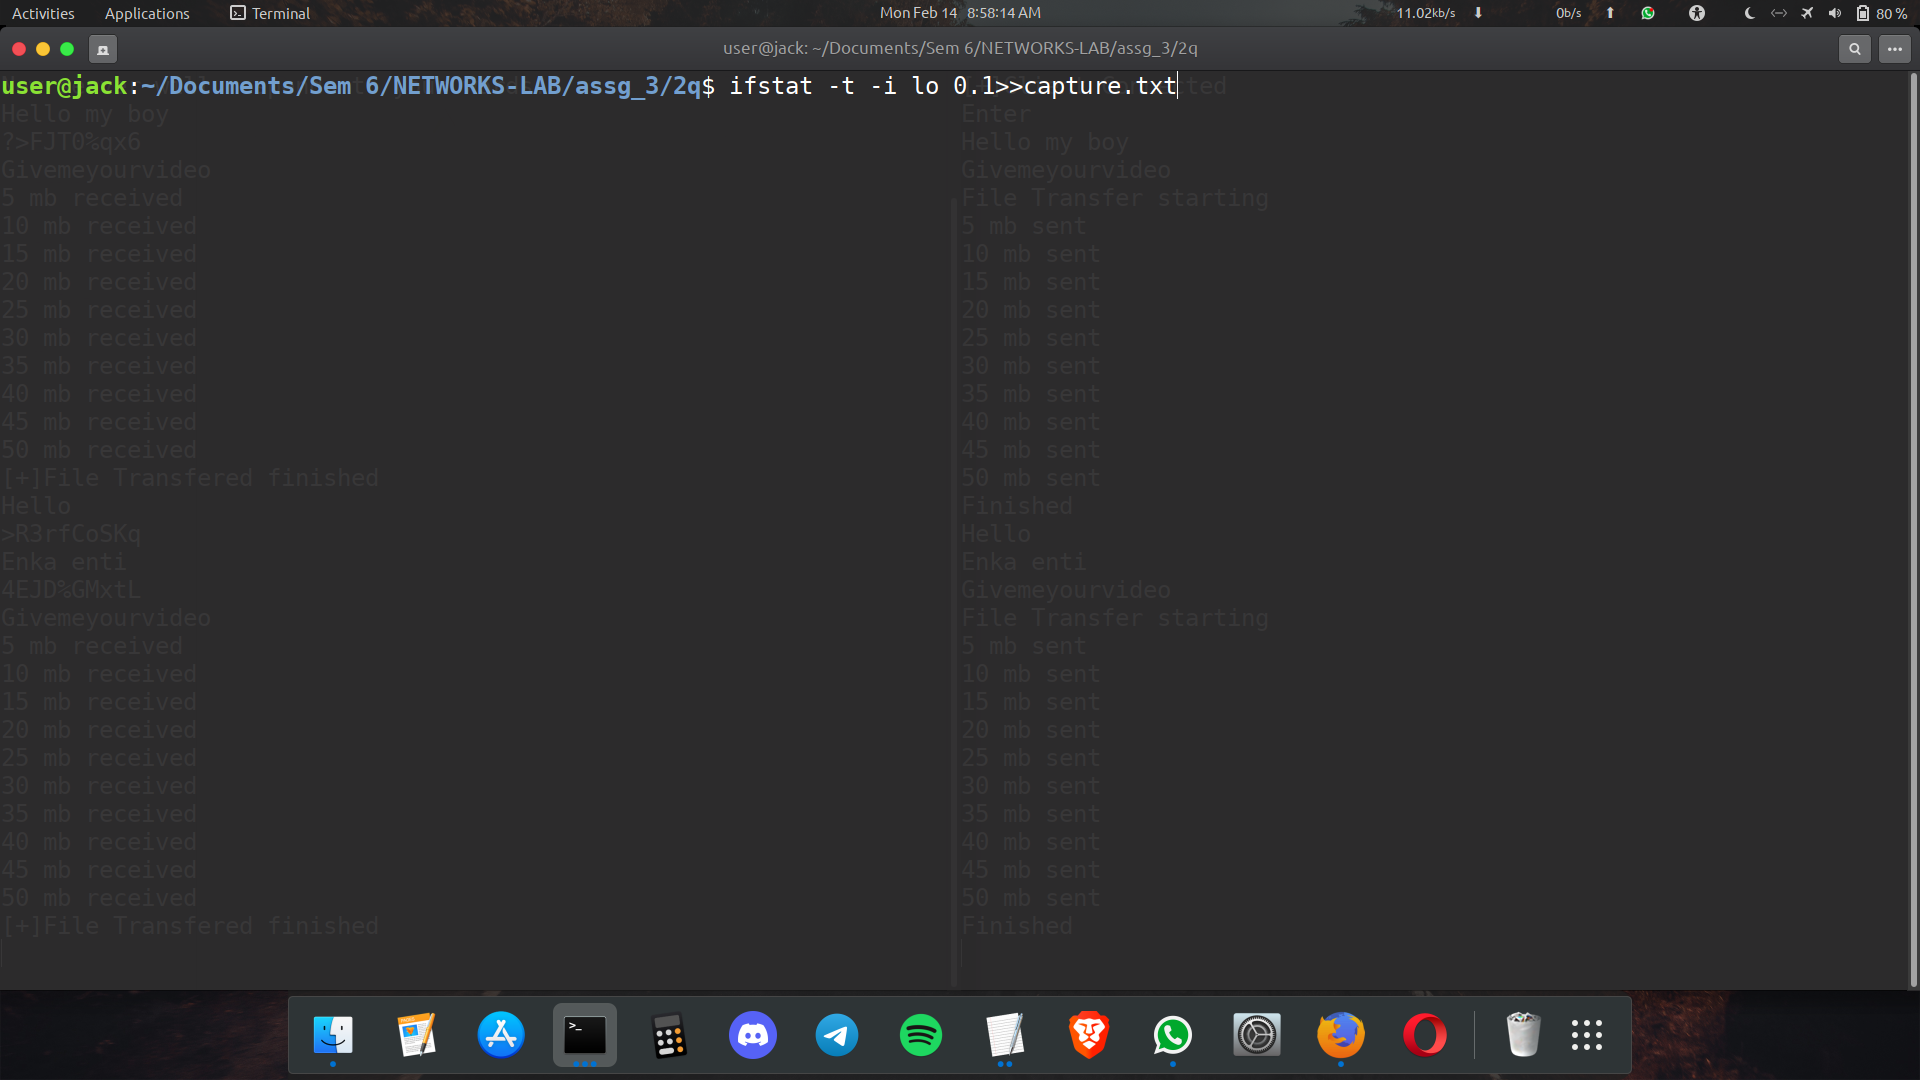 Activities Applications Terminal Mon Feb 14 8:58:14 AM 11.02kb/s 0b/s 80 %
user@jack: ~/Documents/Sem 6/NETWORKS-LAB/assg_3/2q
user@jack:~/Documents/Sem 6/NETWORKS-LAB/assg_3/2q$ ifstat -t -i lo 0.1>>capture.txt
Hello my boy
?>FJT0%qx6
Givemeyourvideo
5 mb received
10 mb received
15 mb received
20 mb received
25 mb received
30 mb received
35 mb received
40 mb received
45 mb received
50 mb received
[+]File Transfered finished
Hello
>R3rfCoSKq
Enka enti
4EJD%GMxtL
Givemeyourvideo
5 mb received
10 mb received
15 mb received
20 mb received
25 mb received
30 mb received
35 mb received
40 mb received
45 mb received
50 mb received
[+]File Transfered finished
Enter
Hello my boy
Givemeyourvideo
File Transfer starting
5 mb sent
10 mb sent
15 mb sent
20 mb sent
25 mb sent
30 mb sent
35 mb sent
40 mb sent
45 mb sent
50 mb sent
Finished
Hello
Enka enti
Givemeyourvideo
File Transfer starting
5 mb sent
10 mb sent
15 mb sent
20 mb sent
25 mb sent
30 mb sent
35 mb sent
40 mb sent
45 mb sent
50 mb sent
Finished